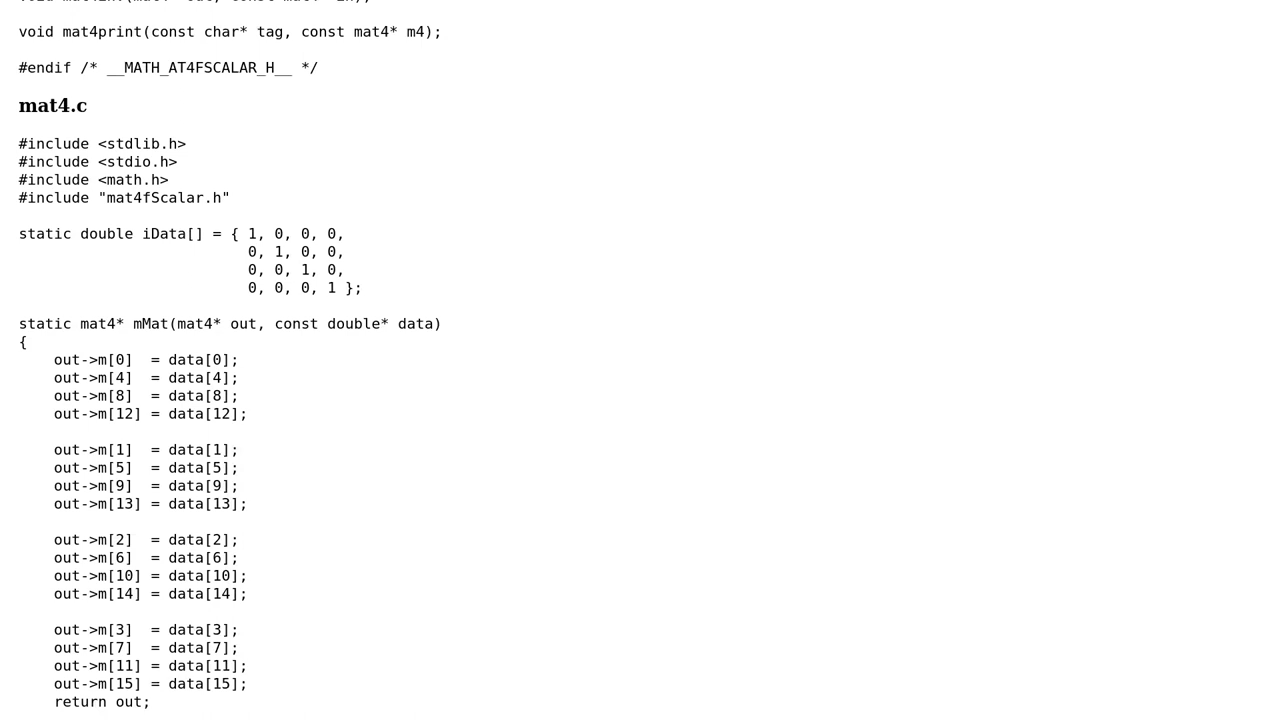 void mat4print(const char* tag, const mat4* m4);
#endif /* __MATH_AT4FSCALAR_H__ */
mat4.c
#include <stdlib.h>
#include <stdio.h>
#include <math.h>
#include "mat4fScalar.h"
static double iData[] = { 1, 0, 0, 0,
                          0, 1, 0, 0,
                          0, 0, 1, 0,
                          0, 0, 0, 1 };
static mat4* mMat(mat4* out, const double* data)
{
    out->m[0]  = data[0];
    out->m[4]  = data[4];
    out->m[8]  = data[8];
    out->m[12] = data[12];
    out->m[1]  = data[1];
    out->m[5]  = data[5];
    out->m[9]  = data[9];
    out->m[13] = data[13];
    out->m[2]  = data[2];
    out->m[6]  = data[6];
    out->m[10] = data[10];
    out->m[14] = data[14];
    out->m[3]  = data[3];
    out->m[7]  = data[7];
    out->m[11] = data[11];
    out->m[15] = data[15];
    return out;